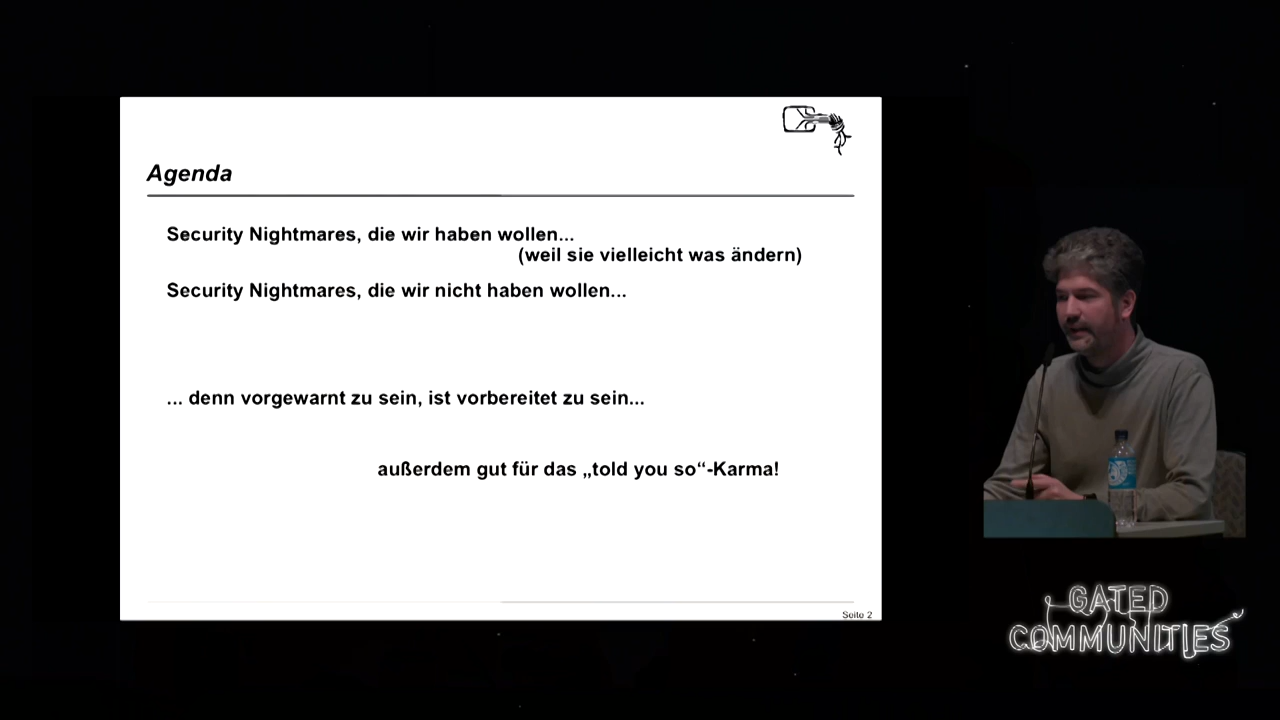 Agenda
Security Nightmares, die wir haben wollen...
(weil sie vielleicht was ändern)
Security Nightmares, die wir nicht haben wollen...
... denn vorgewarnt zu sein, ist vorbereitet zu sein...
außerdem gut für das „told you so“-Karma!
Seite 2
GATED
COMMUNITIES